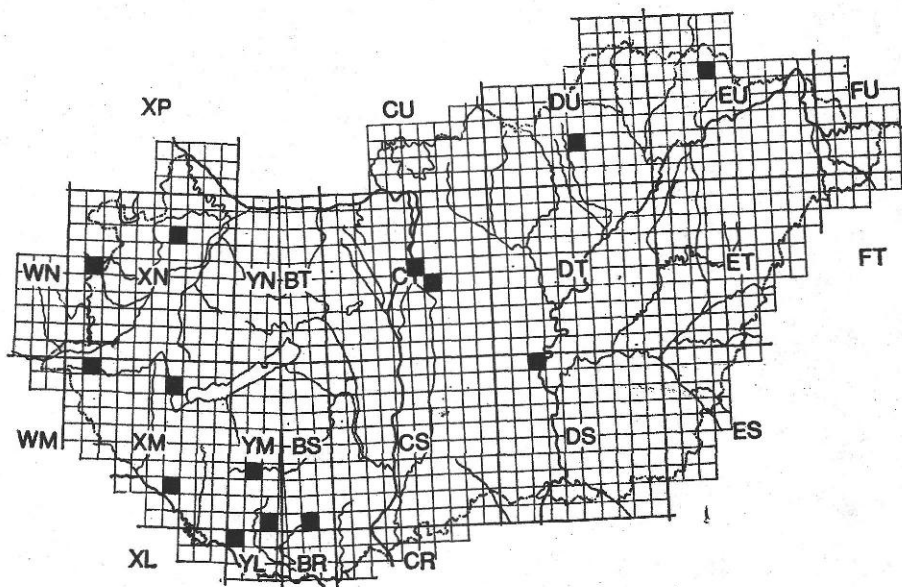 XP CU DU EU FU
WN XN YN BT CT DT ET FT
WM XM YM BS CS DS ES
XL YL BR CR